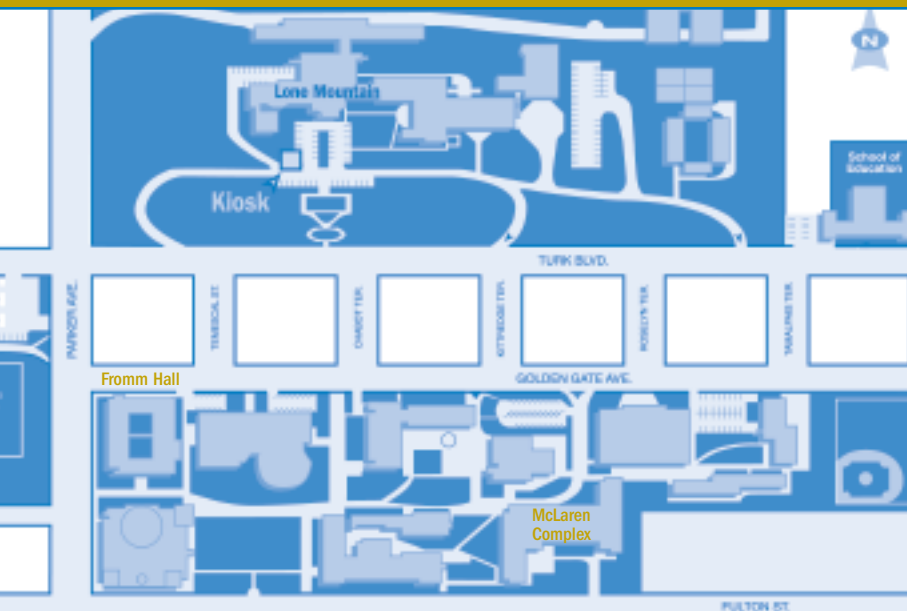 N
Lone Mountain
School of
Education
Kiosk
TURK BLVD.
PARKER AVE.
TEMESCAL ST.
CHABOT TER.
KITTREDGE TER.
ROSELYN TER.
TAMALPAIS TER.
Fromm Hall
GOLDEN GATE AVE.
McLaren
Complex
FULTON ST.